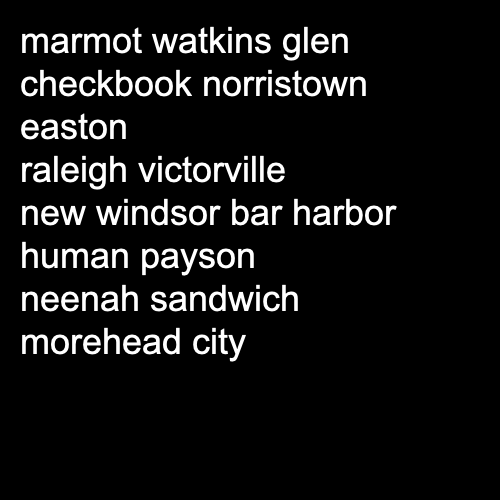 marmot watkins glen
checkbook norristown
easton
raleigh victorville
new windsor bar harbor
human payson
neenah sandwich
morehead city